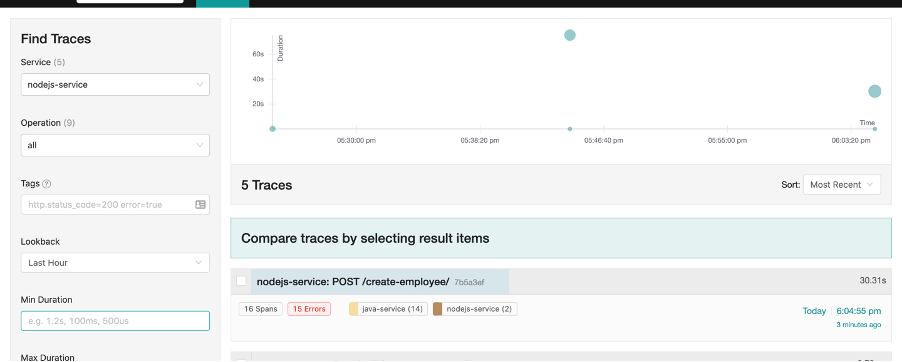 Find Traces
Service (5)
nodejs-service
Operation (9)
all
Tags ?
http.status_code=200 error=true
Lookback
Last Hour
Min Duration
e.g. 1.2s, 100ms, 500us
Max Duration
Duration
60s
40s
20s
Time
05:30:00 pm
05:38:20 pm
05:46:40 pm
05:55:00 pm
06:03:20 pm
5 Traces
Sort: Most Recent
Compare traces by selecting result items
nodejs-service: POST /create-employee/ 7b5a3ef
30.31s
16 Spans
15 Errors
java-service (14)
nodejs-service (2)
Today
6:04:55 pm
3 minutes ago